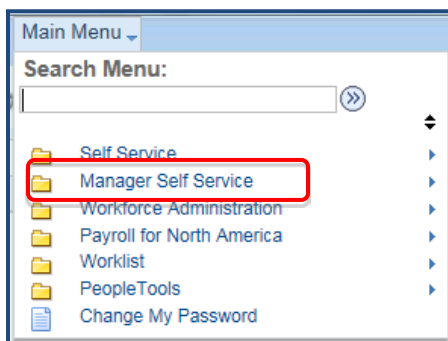 Main Menu
Search Menu:
Self Service
Manager Self Service
Workforce Administration
Payroll for North America
Worklist
PeopleTools
Change My Password